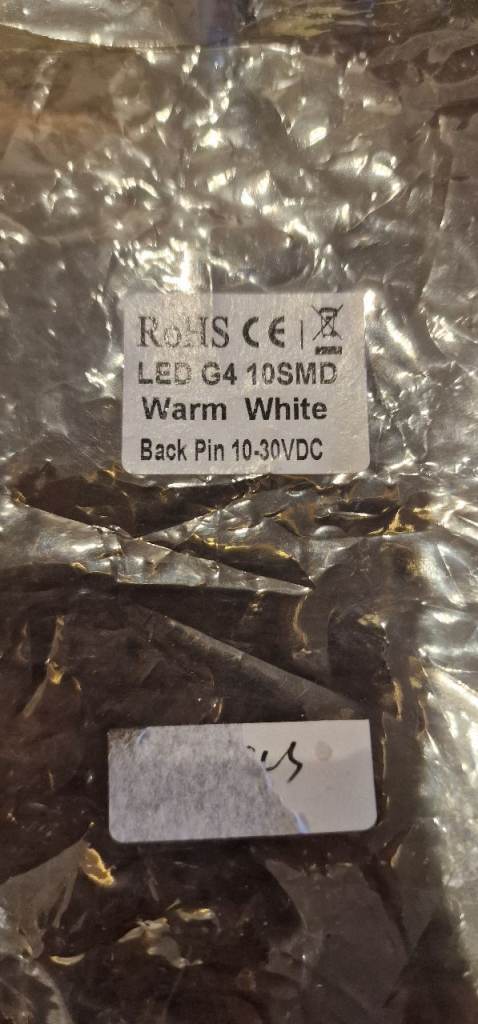 RoHS CE
LED G4 10SMD
Warm White
Back Pin 10-30VDC